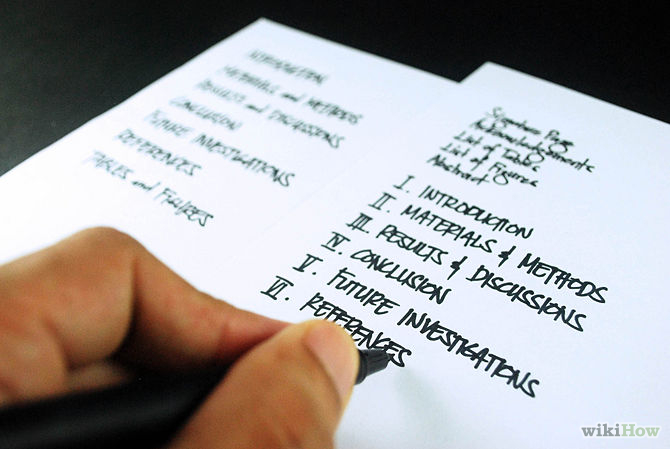 INTRODUCTION
MATERIALS and METHODS
RESULTS and DISCUSSIONS
CONCLUSION
FUTURE INVESTIGATIONS
REFERENCES
TABLES and FIGURES
Signature Page
Acknowledgements
List of Tables
List of Figures
Abstract
I. INTRODUCTION
II. MATERIALS & METHODS
III. RESULTS & DISCUSSIONS
IV. CONCLUSION
V. FUTURE INVESTIGATIONS
VI. REFERENCES
wikiHow